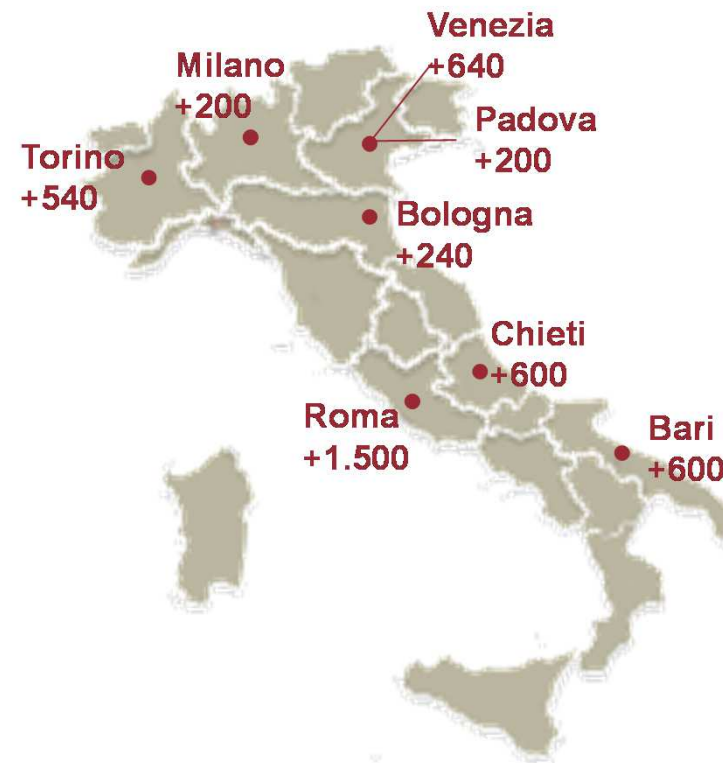 Venezia
+640
Milano
+200
Padova
+200
Torino
+540
Bologna
+240
Chieti
+600
Roma
+1.500
Bari
+600